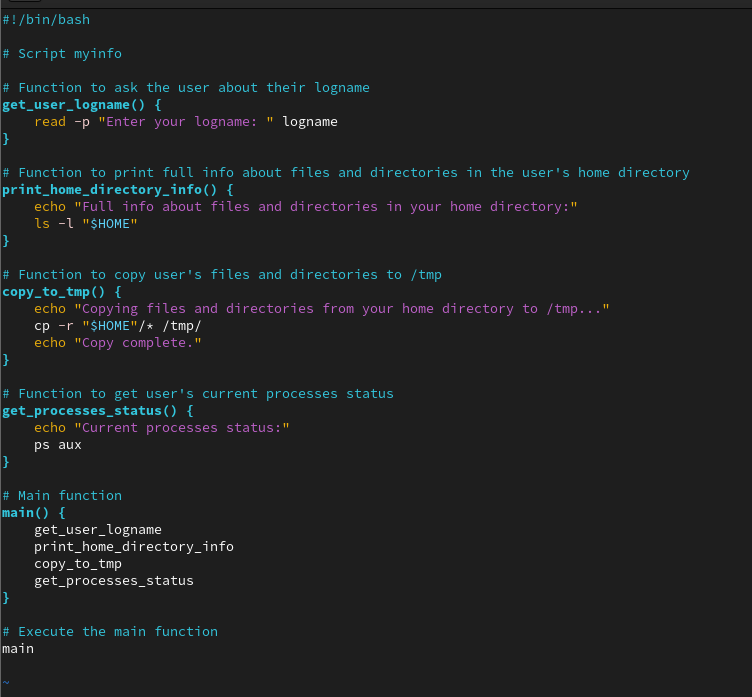 #!/bin/bash

# Script myinfo

# Function to ask the user about their logname
get_user_logname() {
    read -p "Enter your logname: " logname
}

# Function to print full info about files and directories in the user's home directory
print_home_directory_info() {
    echo "Full info about files and directories in your home directory:"
    ls -l "$HOME"
}

# Function to copy user's files and directories to /tmp
copy_to_tmp() {
    echo "Copying files and directories from your home directory to /tmp..."
    cp -r "$HOME"/* /tmp/
    echo "Copy complete."
}

# Function to get user's current processes status
get_processes_status() {
    echo "Current processes status:"
    ps aux
}

# Main function
main() {
    get_user_logname
    print_home_directory_info
    copy_to_tmp
    get_processes_status
}

# Execute the main function
main

~